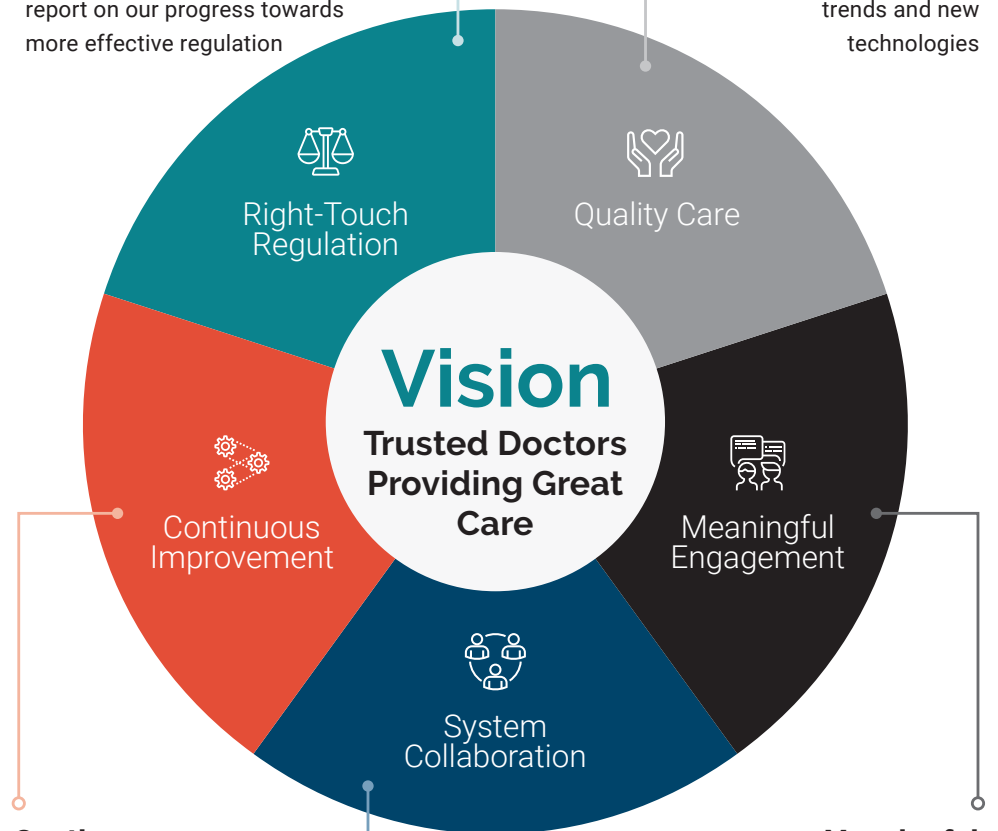 report on our progress towards
more effective regulation
trends and new
technologies
Right-Touch
Regulation
Quality Care
Vision
Trusted Doctors
Providing Great
Care
Continuous
Improvement
Meaningful
Engagement
System
Collaboration